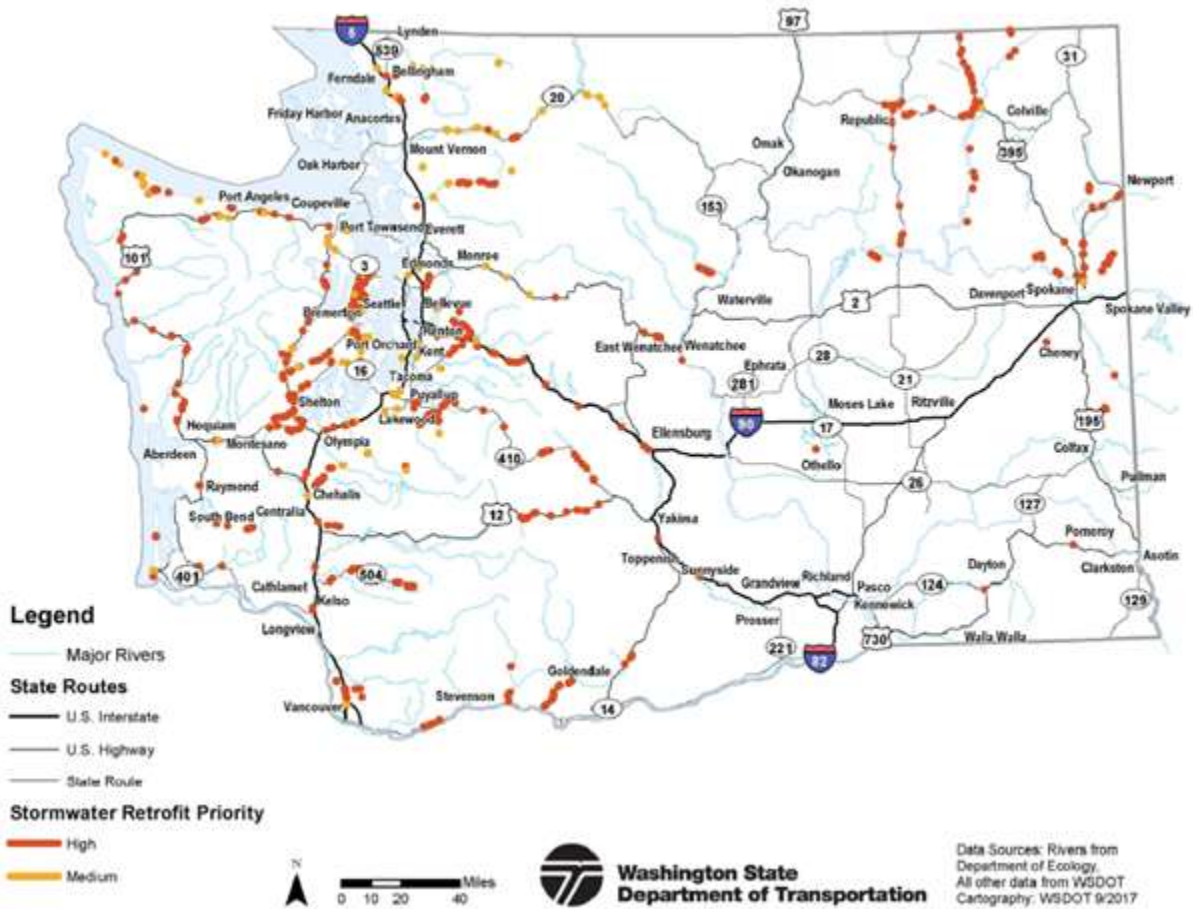 97
5
Lynden
539
Ferndale
Bellingham
31
20
Friday Harbor
Anacortes
Republic
Colville
Mount Vernon
Omak
395
Oak Harbor
Okanogan
Newport
Port Angeles
Coupeville
153
Port Townsend
Everett
101
Monroe
3
Edmonds
Seattle
Bellevue
Waterville
2
Davenport
Spokane
Spokane Valley
Bremerton
Renton
Port Orchard
Kent
East Wenatchee
Wenatchee
28
Cheney
16
Ephrata
Tacoma
281
21
Puyallup
Shelton
Moses Lake
Ritzville
Hoquiam
Lakewood
90
17
195
Montesano
Olympia
Ellensburg
Aberdeen
410
Othello
Colfax
Raymond
Chehalis
26
Pullman
South Bend
Centralia
12
Yakima
127
Pomeroy
Toppenish
Asotin
401
Cathlamet
504
Sunnyside
Dayton
Clarkston
Grandview
Richland
Pasco
124
Kelso
Kennewick
129
Longview
Prosser
730
Walla Walla
221
82
Goldendale
Vancouver
Stevenson
14
Legend
Major Rivers
State Routes
U.S. Interstate
U.S. Highway
State Route
Stormwater Retrofit Priority
High
Medium
N
Miles
0 10 20 40
Washington State
Department of Transportation
Data Sources: Rivers from
Department of Ecology,
All other data from WSDOT
Cartography: WSDOT 9/2017